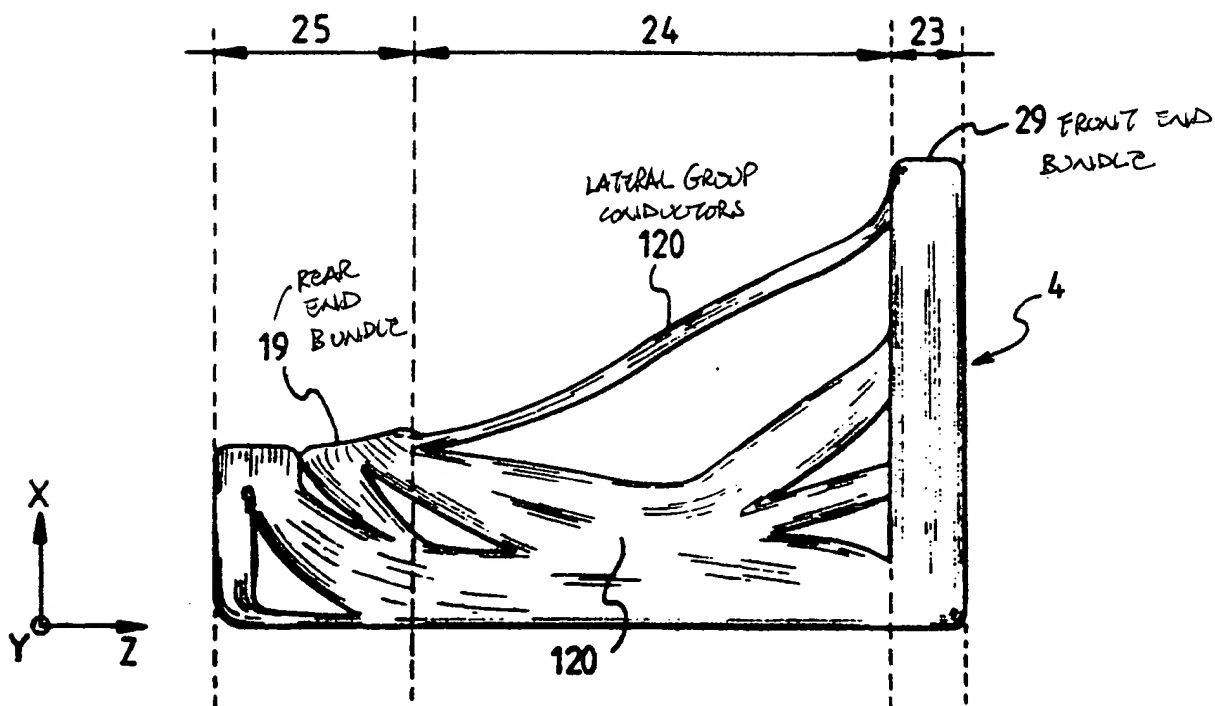 25
24
23
29 FRONT END
BUNDLE
LATERAL GROUP
CONDUCTORS
120
4
REAR
END
19 BUNDLE
X
Y
Z
120